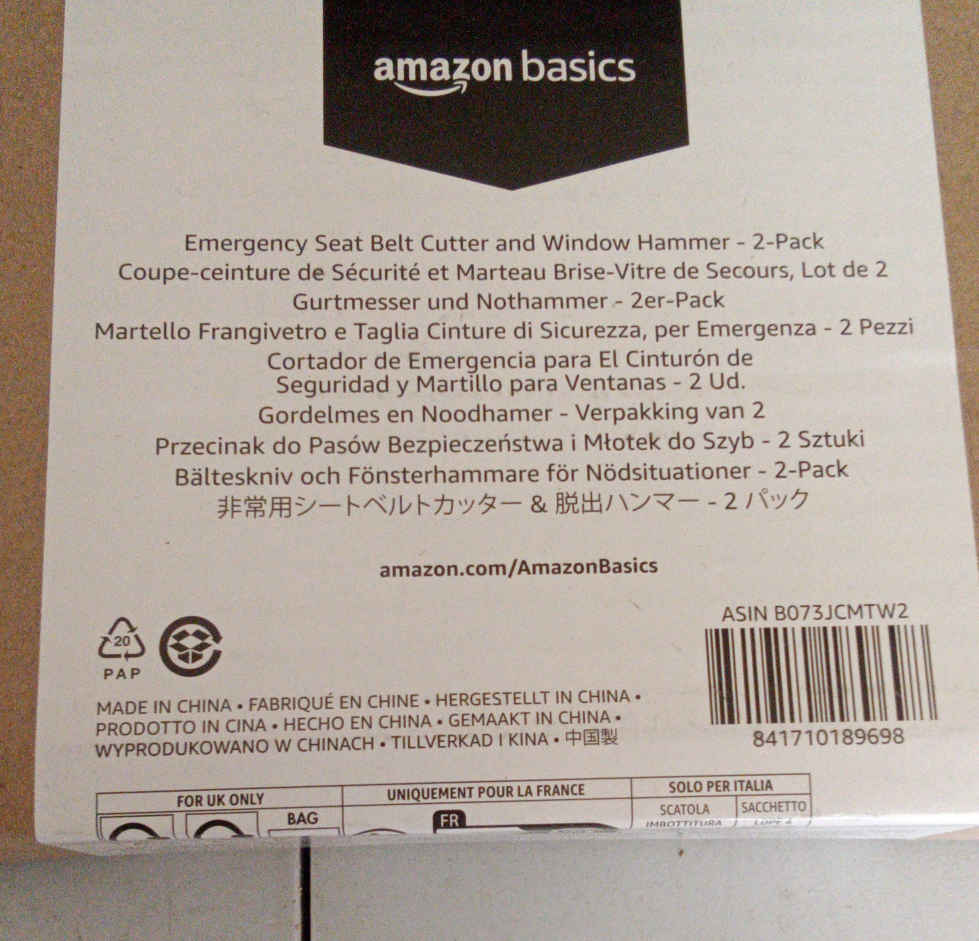 amazon basics
Emergency Seat Belt Cutter and Window Hammer - 2-Pack
Coupe-ceinture de Sécurité et Marteau Brise-Vitre de Secours, Lot de 2
Gurtmesser und Nothammer - 2er-Pack
Martello Frangivetro e Taglia Cinture di Sicurezza, per Emergenza - 2 Pezzi
Cortador de Emergencia para El Cinturón de
Seguridad y Martillo para Ventanas - 2 Ud.
Gordelmes en Noodhamer - Verpakking van 2
Przecinak do Pasów Bezpieczeństwa i Młotek do Szyb - 2 Sztuki
Bälteskniv och Fönsterhammare för Nödsituationer - 2-Pack
非常用シートベルトカッター & 脱出ハンマー - 2 パック
amazon.com/AmazonBasics
ASIN B073JCMTW2
20
PAP
841710189698
MADE IN CHINA • FABRIQUÉ EN CHINE • HERGESTELLT IN CHINA •
PRODOTTO IN CINA • HECHO EN CHINA • GEMAAKT IN CHINA •
WYPRODUKOWANO W CHINACH • TILLVERKAD I KINA • 中国製
FOR UK ONLY
BAG
UNIQUEMENT POUR LA FRANCE
FR
SOLO PER ITALIA
SCATOLA SACCHETTO
IMBOTTITURA